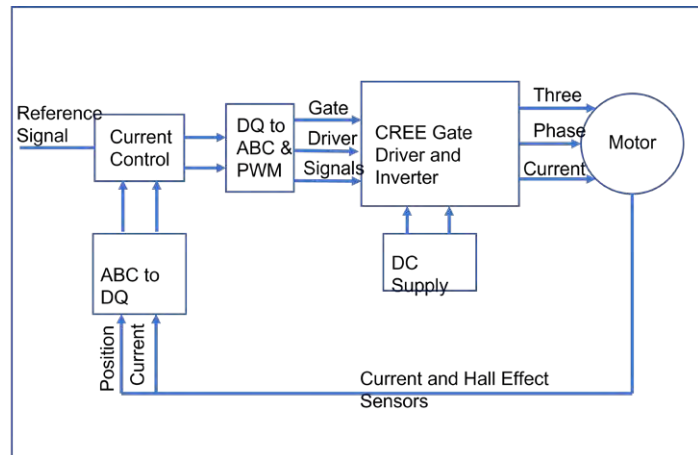 Reference
Signal
Current
Control
DQ to
ABC &
PWM
Gate
Driver
Signals
CREE Gate
Driver and
Inverter
Three
Phase
Current
Motor
ABC to
DQ
DC
Supply
Position
Current
Current and Hall Effect
Sensors